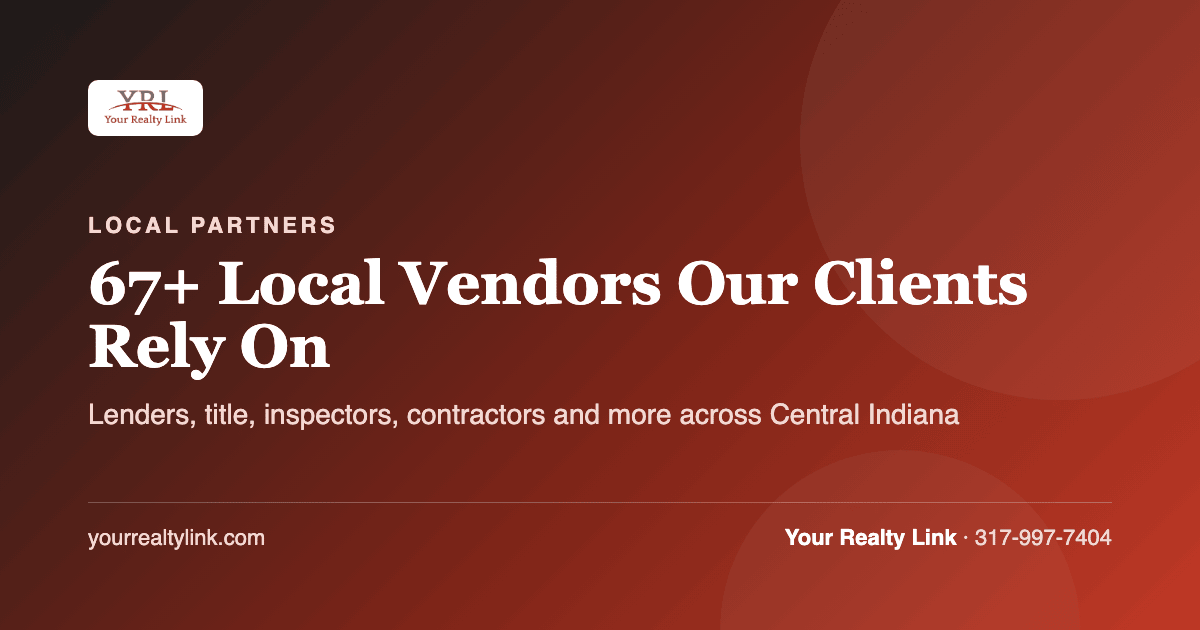 YRL
Your Realty Link
LOCAL PARTNERS
67+ Local Vendors Our Clients
Rely On
Lenders, title, inspectors, contractors and more across Central Indiana
yourrealtylink.com
Your Realty Link · 317-997-7404